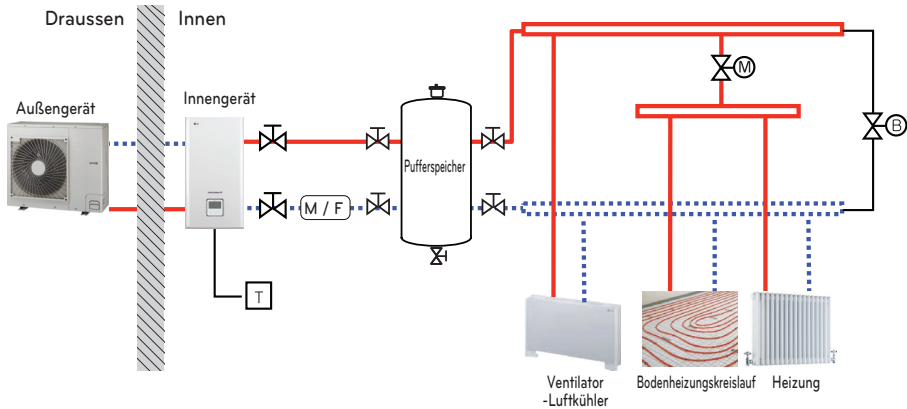 Draussen
Innen
Außengerät
Innengerät
Pufferspeicher
M
B
M / F
T
Ventilator
-Luftkühler
Bodenheizungskreislauf
Heizung